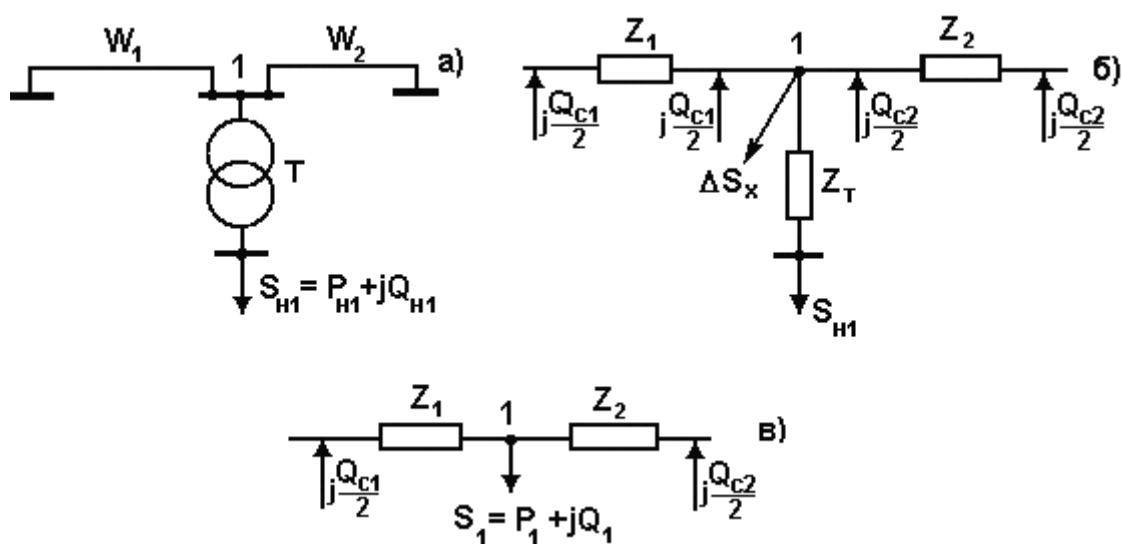 W₁
W₂
1
а)
T
Sн1 = Pн1+jQн1
Z₁
1
Z₂
б)
jQc1/2
jQc1/2
jQc2/2
jQc2/2
ΔSx
Zт
Sн1
Z₁
1
Z₂
в)
jQc1/2
jQc2/2
S₁ = P₁ +jQ₁